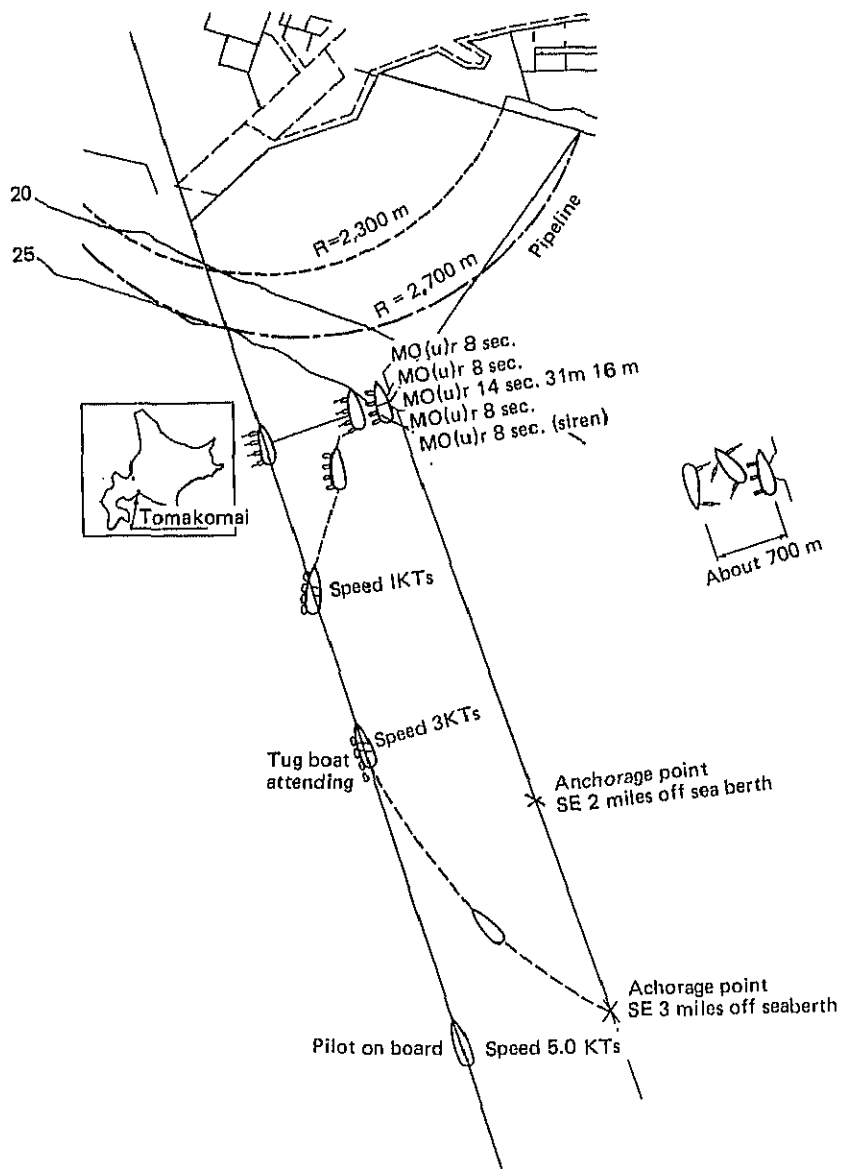 20
25
R=2,300 m
R = 2,700 m
Pipeline
MO(u)r 8 sec.
MO(u)r 8 sec.
MO(u)r 14 sec. 31m 16 m
MO(u)r 8 sec.
MO(u)r 8 sec. (siren)
Tomakomai
About 700 m
Speed IKTs
Speed 3KTs
Tug boat
attending
Anchorage point
SE 2 miles off sea berth
Achorage point
SE 3 miles off seaberth
Pilot on board
Speed 5.0 KTs